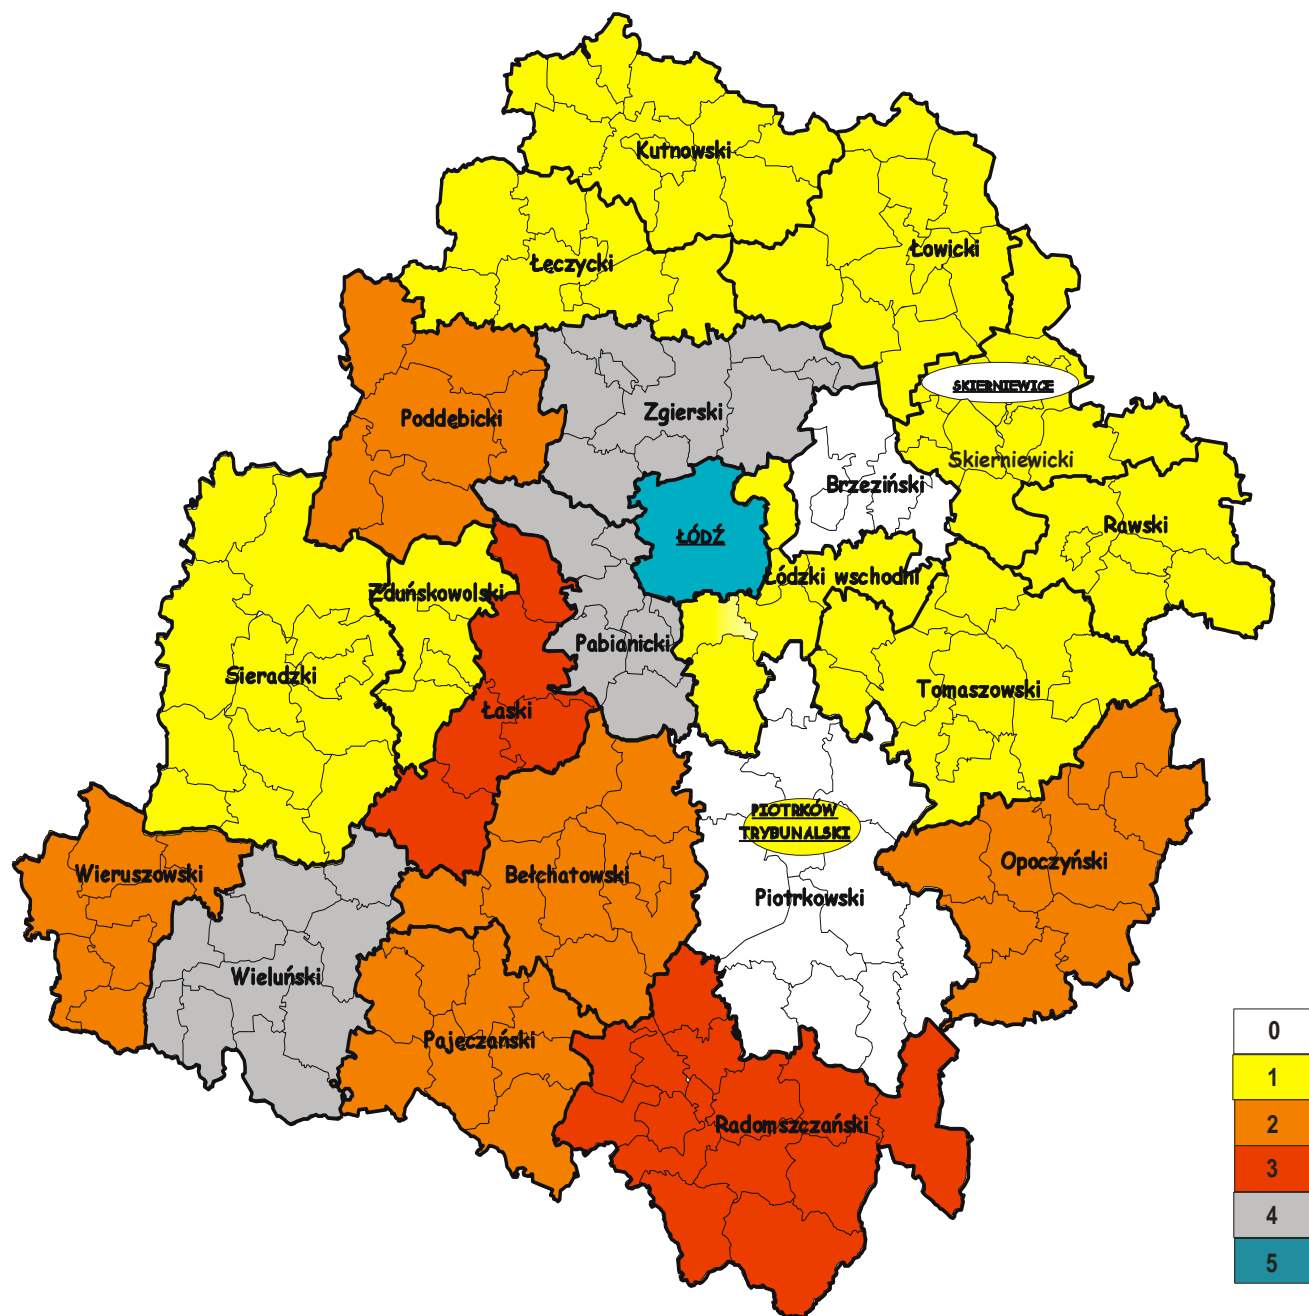 Kutnowski
Łowicki
Łęczycki
SKIERNIEWICE
Poddębicki
Zgierski
Skierniewicki
Brzeziński
Rawski
ŁÓDŹ
Łódzki wschodni
Zduńskowolski
Pabianicki
Sieradzki
Tomaszowski
Łaski
PIOTRKÓW
TRYBUNALSKI
Opoczyński
Wieruszowski
Bełchatowski
Piotrkowski
Wieluński
Pajęczański
Radomszczański
0
1
2
3
4
5